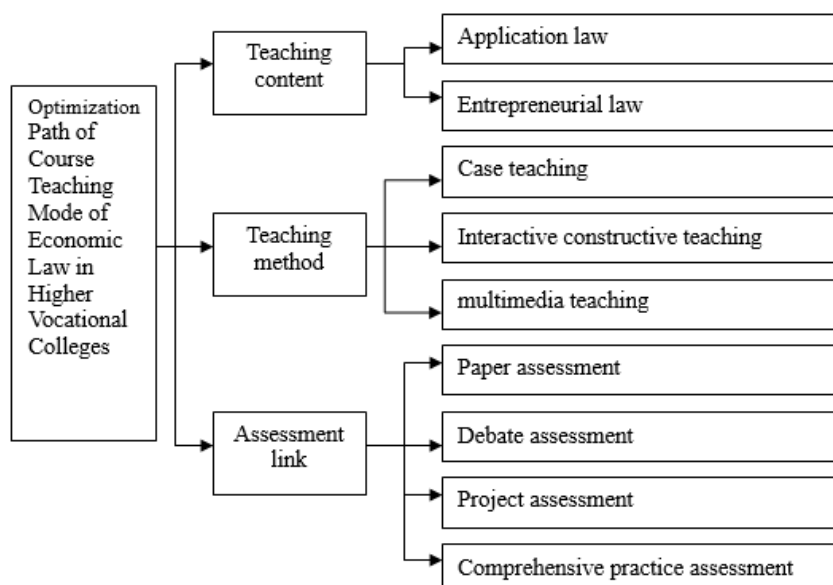 Optimization
Path of
Course
Teaching
Mode of
Economic
Law in
Higher
Vocational
Colleges
Teaching
content
Application law
Entrepreneurial law
Teaching
method
Case teaching
Interactive constructive teaching
multimedia teaching
Assessment
link
Paper assessment
Debate assessment
Project assessment
Comprehensive practice assessment